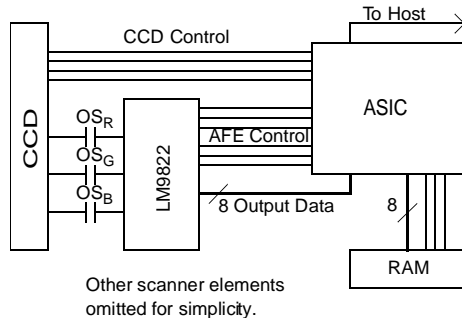 To Host
CCD Control
ASIC
CCD
OSR
OSG
OSB
LM9822
AFE Control
8 Output Data
8
RAM
Other scanner elements
omitted for simplicity.